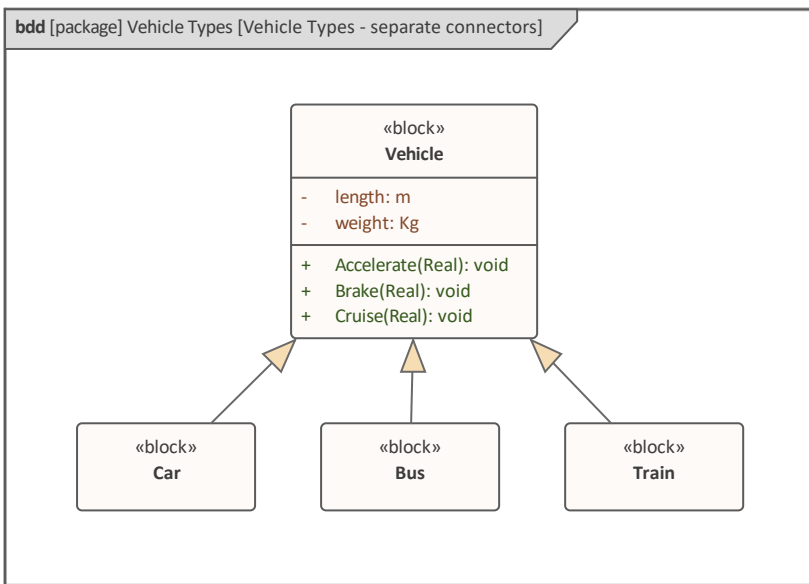 bdd [package] Vehicle Types [Vehicle Types - separate connectors]
«block»
Vehicle
- length: m
- weight: Kg
+ Accelerate(Real): void
+ Brake(Real): void
+ Cruise(Real): void
«block»
Car
«block»
Bus
«block»
Train